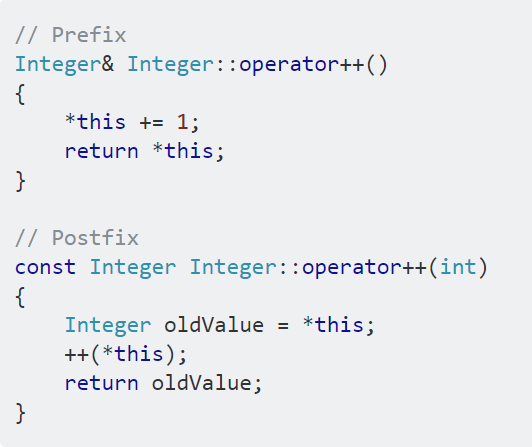 // Prefix
Integer& Integer::operator++()
{
    *this += 1;
    return *this;
}

// Postfix
const Integer Integer::operator++(int)
{
    Integer oldValue = *this;
    ++(*this);
    return oldValue;
}